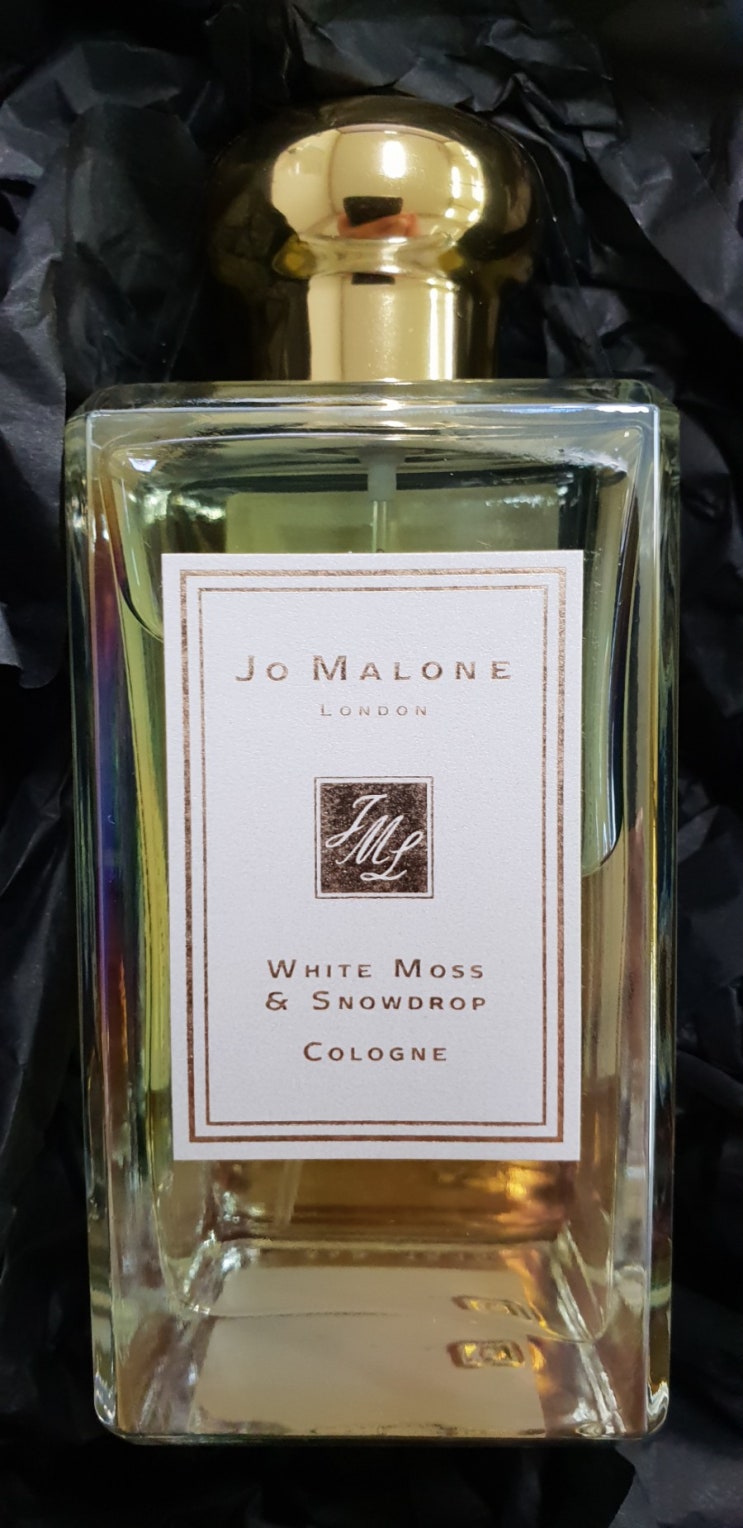 JO MALONE
LONDON
JML
WHITE MOSS
& SNOWDROP
COLOGNE